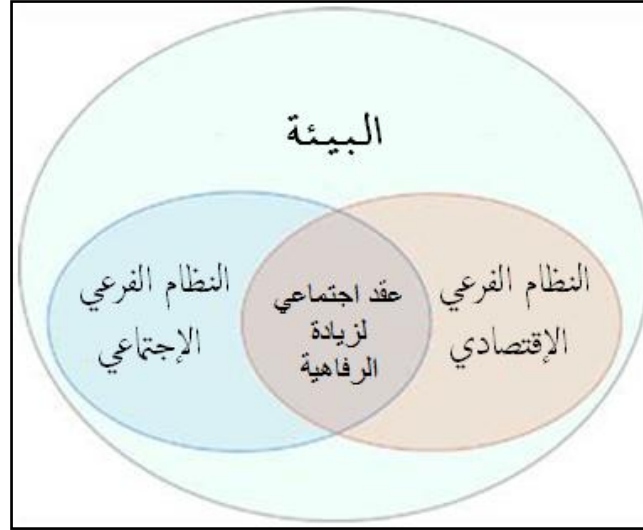 البيئة
النظام الفرعي
الإقتصادي
عقد اجتماعي
لزيادة
الرفاهية
النظام الفرعي
الإجتماعي